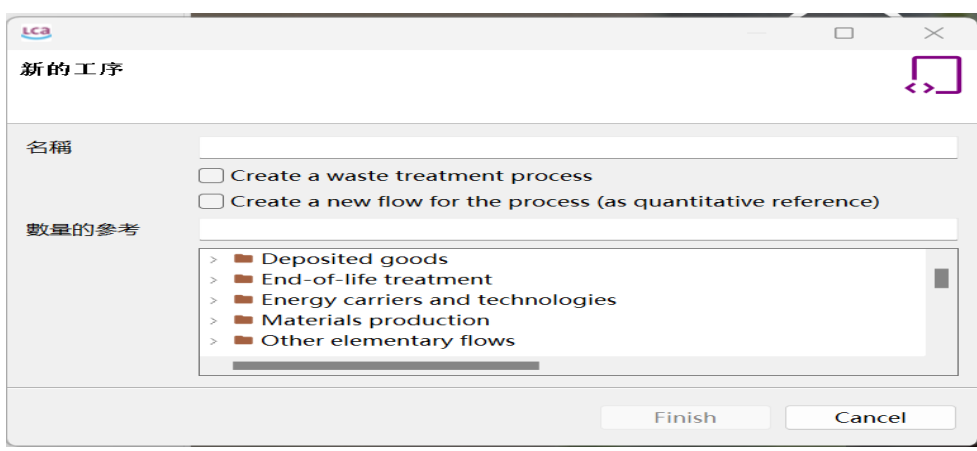 LCa
新的工序
名稱
Create a waste treatment process
Create a new flow for the process (as quantitative reference)
數量的參考
Deposited goods
End-of-life treatment
Energy carriers and technologies
Materials production
Other elementary flows
Finish
Cancel